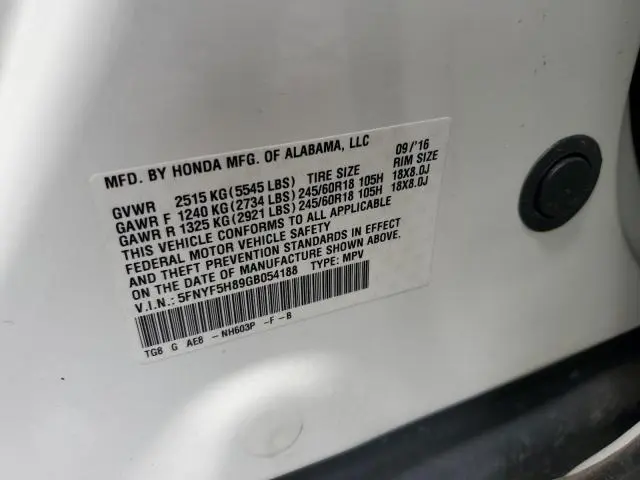 MFD. BY HONDA MFG. OF ALABAMA, LLC 09/'16
GVWR 2515 KG(5545 LBS) TIRE SIZE RIM SIZE
GAWR F 1240 KG(2734 LBS)245/60R18 105H 18X8.0J
GAWR R 1325 KG(2921 LBS)245/60R18 105H 18X8.0J
THIS VEHICLE CONFORMS TO ALL APPLICABLE
FEDERAL MOTOR VEHICLE SAFETY
AND THEFT PREVENTION STANDARDS IN EFFECT
ON THE DATE OF MANUFACTURE SHOWN ABOVE.
V.I.N.: 5FNYF5H89GB054188 TYPE: MPV
TG8 G AE8 -NH603P -F-B